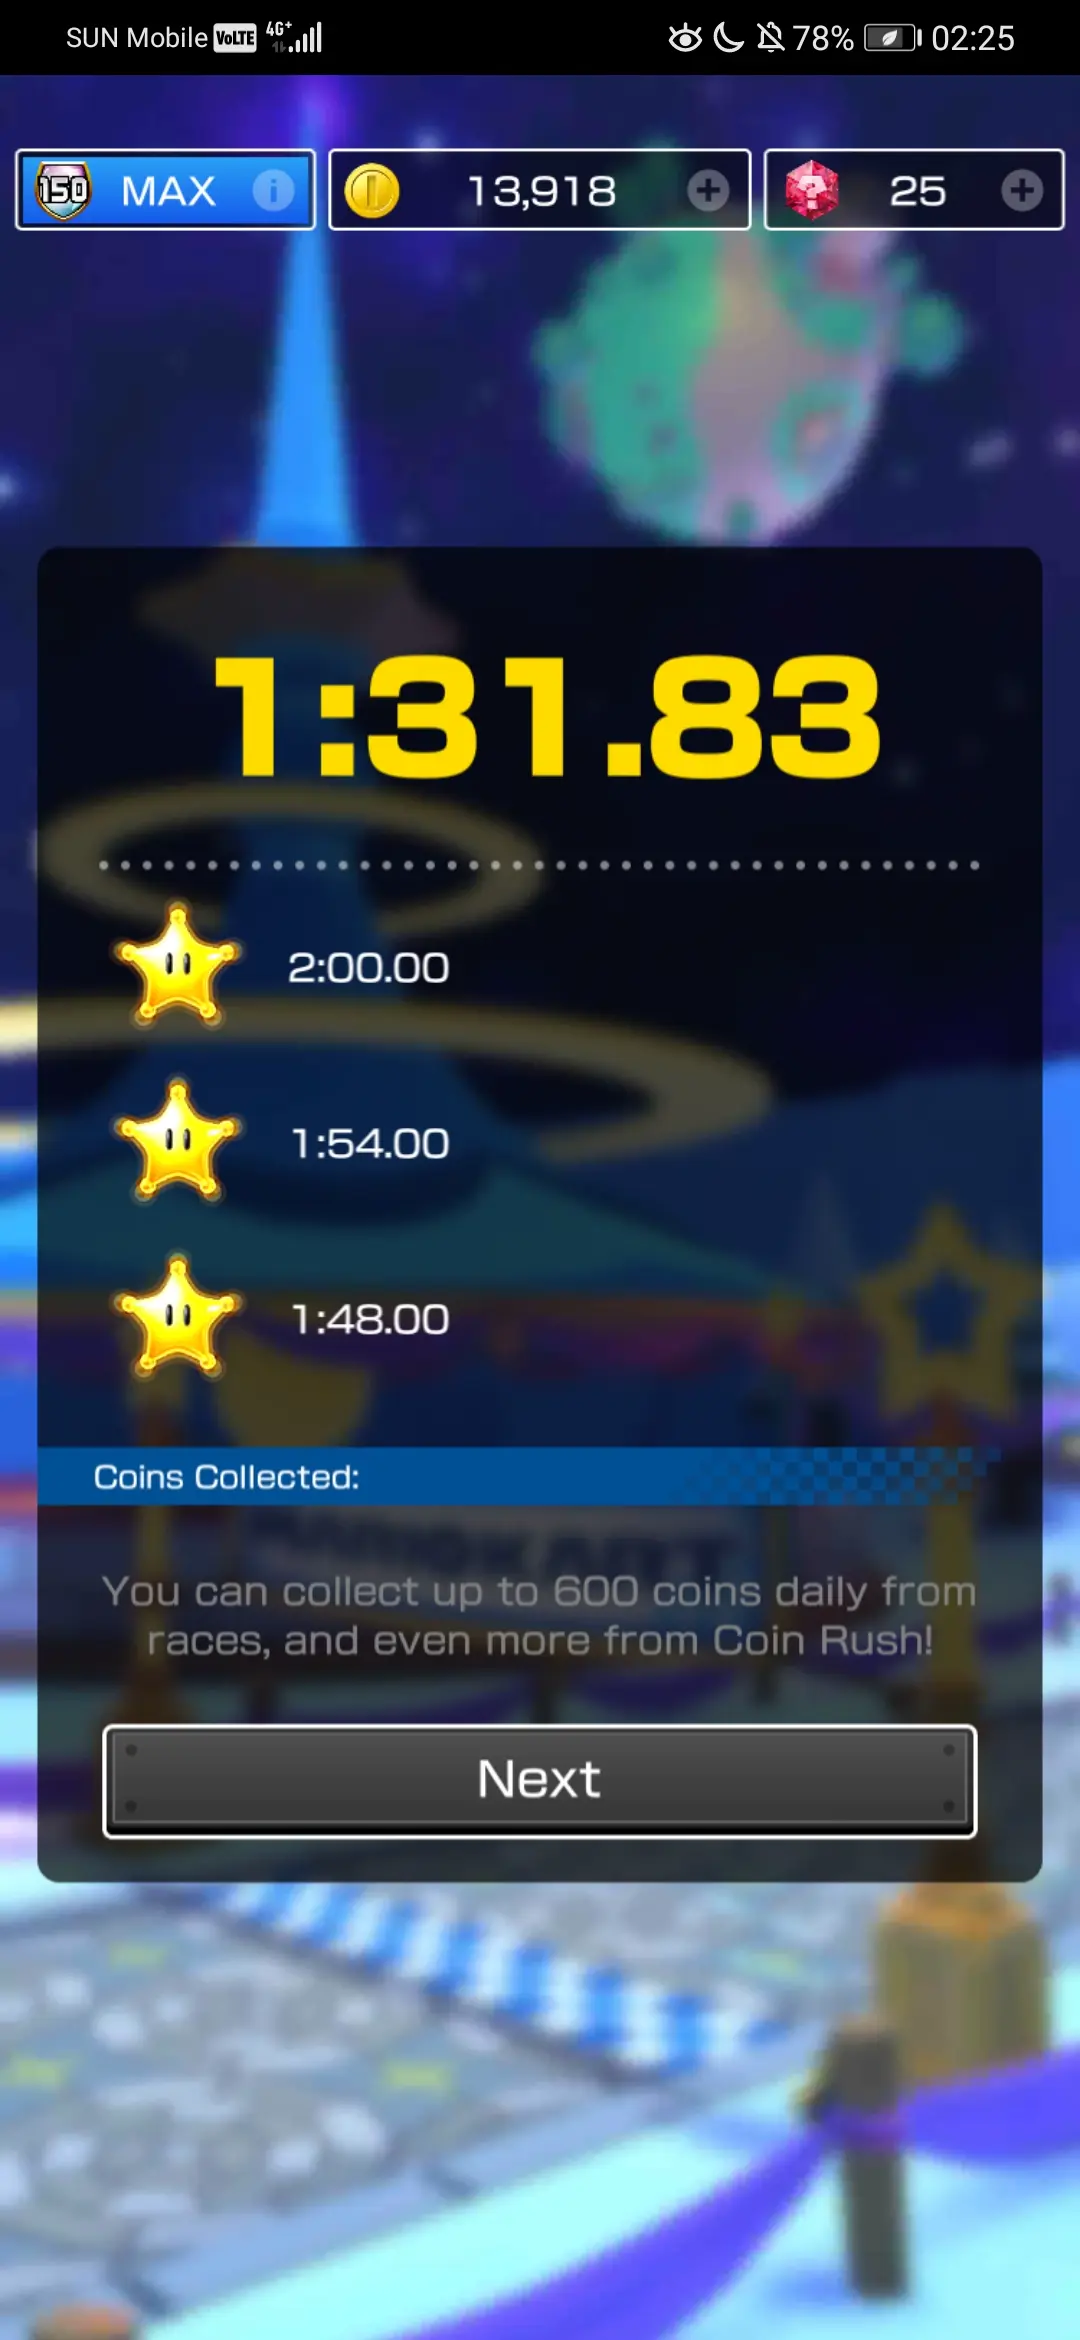 SUN Mobile VoLTE 4G+ 78% 02:25
150 MAX i 13,918 + 25 +
1:31.83
2:00.00
1:54.00
1:48.00
Coins Collected:
MARIO KART
You can collect up to 600 coins daily from
races, and even more from Coin Rush!
Next